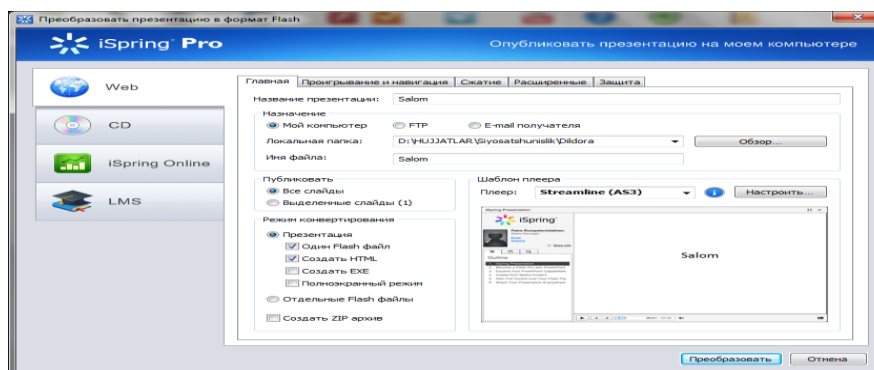 Преобразовать презентацию в формат Flash
iSpring Pro
Опубликовать презентацию на моем компьютере
Web
CD
iSpring Online
LMS
Главная Проигрывание и навигация Сжатие Расширенные Защита
Название презентации: Salom
Назначение
Мой компьютер FTP E-mail получателя
Локальная папка: D:\HUJJATLAR\Siyosatshunislik\Dildora Обзор...
Имя файла: Salom
Публиковать
Все слайды
Выделенные слайды (1)
Режим конвертирования
Презентация
Один Flash файл
Создать HTML
Создать EXE
Полноэкранный режим
Отдельные Flash файлы
Создать ZIP архив
Шаблон плеера
Плеер: Streamline (AS3) Настроить...
iSpring Presentation
iSpring
Outline
Salom
Преобразовать Отмена